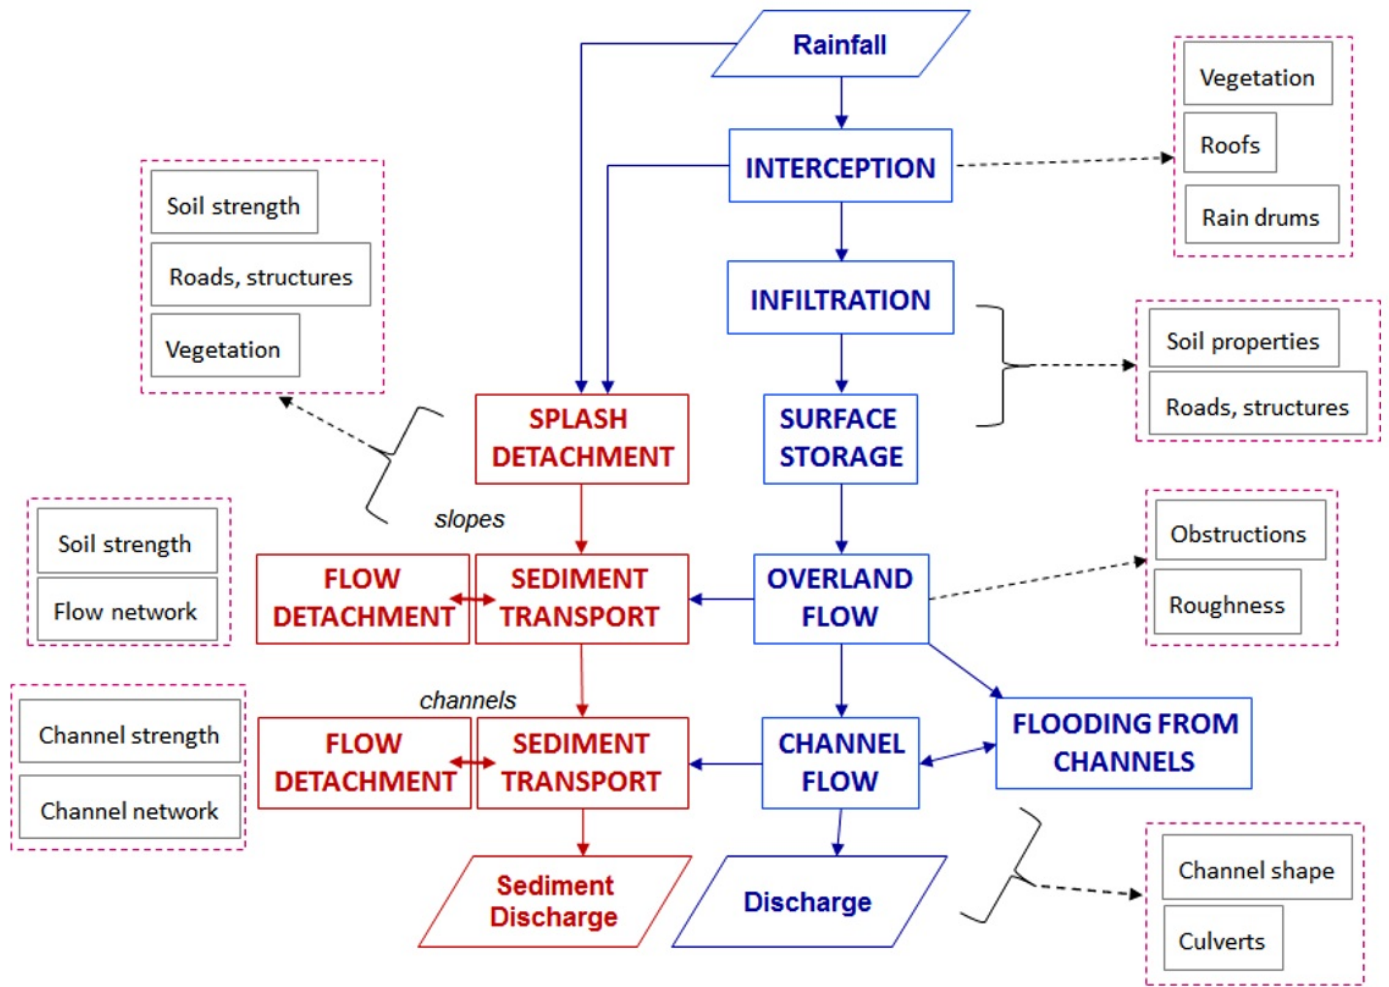 Rainfall
Vegetation
Roofs
Rain drums
INTERCEPTION
Soil strength
Roads, structures
Vegetation
INFILTRATION
Soil properties
Roads, structures
SPLASH
DETACHMENT
SURFACE
STORAGE
slopes
Obstructions
Roughness
Soil strength
Flow network
FLOW
DETACHMENT
SEDIMENT
TRANSPORT
OVERLAND
FLOW
channels
Channel strength
Channel network
FLOW
DETACHMENT
SEDIMENT
TRANSPORT
CHANNEL
FLOW
FLOODING FROM
CHANNELS
Sediment
Discharge
Discharge
Channel shape
Culverts